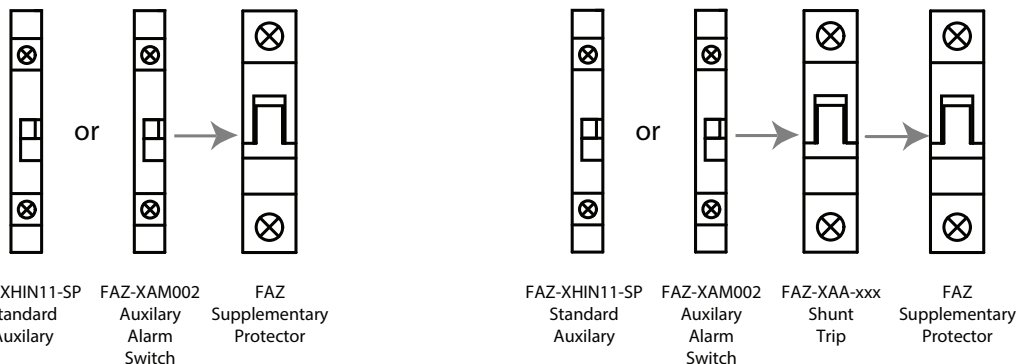 or
XHIN11-SP
tandard
uxilary
FAZ-XAM002
Auxilary
Alarm
Switch
FAZ
Supplementary
Protector
or
FAZ-XHIN11-SP
Standard
Auxilary
FAZ-XAM002
Auxilary
Alarm
Switch
FAZ-XAA-xxx
Shunt
Trip
FAZ
Supplementary
Protector